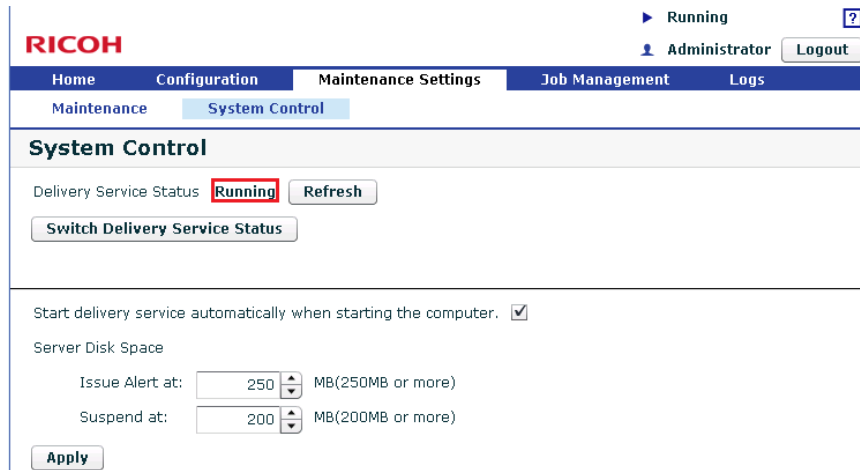 Running ?
RICOH
Administrator Logout
Home Configuration Maintenance Settings Job Management Logs
Maintenance System Control
System Control
Delivery Service Status Running Refresh
Switch Delivery Service Status
Start delivery service automatically when starting the computer.
Server Disk Space
Issue Alert at: 250 MB(250MB or more)
Suspend at: 200 MB(200MB or more)
Apply